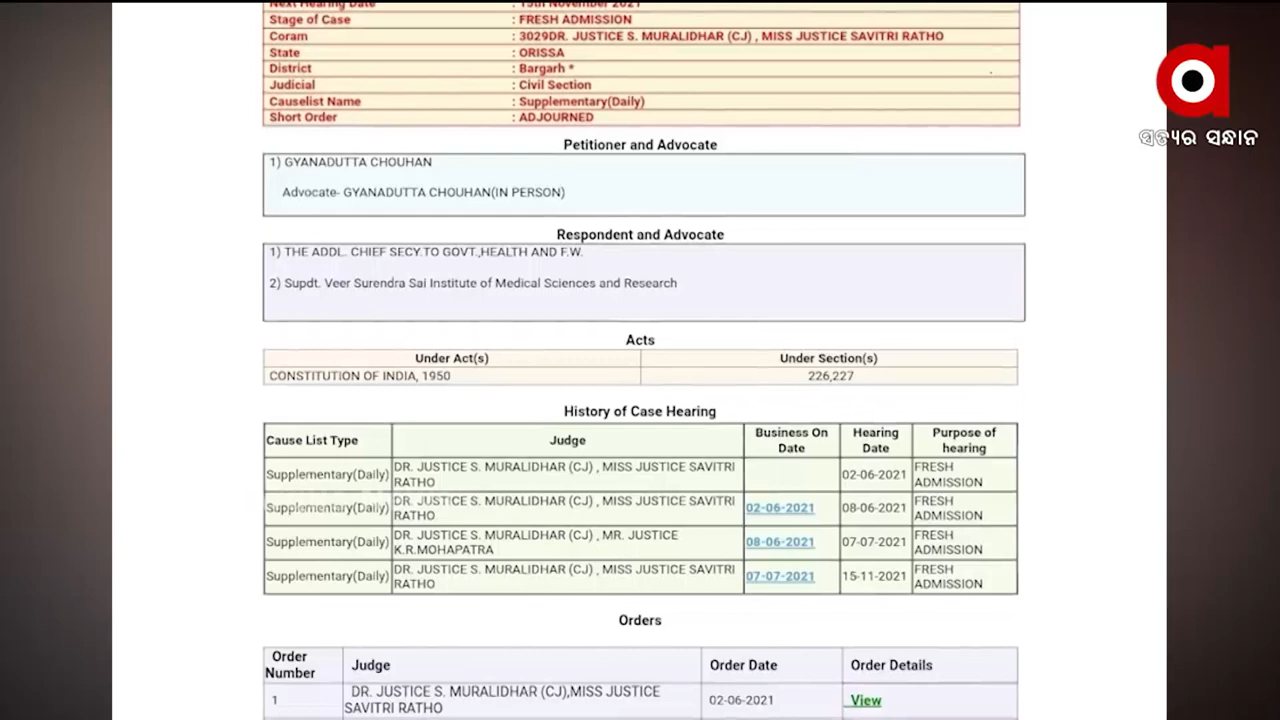 Next Hearing Date : 15th November 2021
Stage of Case : FRESH ADMISSION
Coram : 3029DR. JUSTICE S. MURALIDHAR (CJ) , MISS JUSTICE SAVITRI RATHO
State : ORISSA
District : Bargarh *
Judicial : Civil Section
Causelist Name : Supplementary(Daily)
Short Order : ADJOURNED
ସତ୍ୟର ସନ୍ଧାନ
Petitioner and Advocate
1) GYANADUTTA CHOUHAN
Advocate- GYANADUTTA CHOUHAN(IN PERSON)
Respondent and Advocate
1) THE ADDL. CHIEF SECY.TO GOVT.,HEALTH AND F.W.
2) Supdt. Veer Surendra Sai Institute of Medical Sciences and Research
Acts
Under Act(s) Under Section(s)
CONSTITUTION OF INDIA, 1950 226,227
History of Case Hearing
Cause List Type Judge Business On Date Hearing Date Purpose of hearing
Supplementary(Daily) DR. JUSTICE S. MURALIDHAR (CJ) , MISS JUSTICE SAVITRI RATHO 02-06-2021 FRESH ADMISSION
Supplementary(Daily) DR. JUSTICE S. MURALIDHAR (CJ) , MISS JUSTICE SAVITRI RATHO 02-06-2021 08-06-2021 FRESH ADMISSION
Supplementary(Daily) DR. JUSTICE S. MURALIDHAR (CJ) , MR. JUSTICE K.R.MOHAPATRA 08-06-2021 07-07-2021 FRESH ADMISSION
Supplementary(Daily) DR. JUSTICE S. MURALIDHAR (CJ) , MISS JUSTICE SAVITRI RATHO 07-07-2021 15-11-2021 FRESH ADMISSION
Orders
Order Number Judge Order Date Order Details
1 DR. JUSTICE S. MURALIDHAR (CJ),MISS JUSTICE SAVITRI RATHO 02-06-2021 View